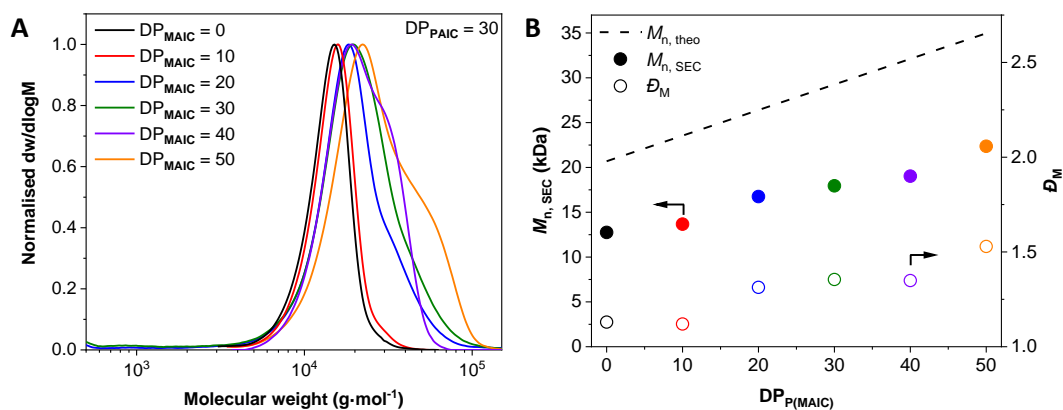 A
DP_MAIC = 0
DP_MAIC = 10
DP_MAIC = 20
DP_MAIC = 30
DP_MAIC = 40
DP_MAIC = 50
DP_PAIC = 30
Normalised dw/dlogM
1.0
0.8
0.6
0.4
0.2
0.0
10³
10⁴
10⁵
Molecular weight (g·mol⁻¹)
B
M_n, theo
M_n, SEC
Đ_M
M_n, SEC (kDa)
35
30
25
20
15
10
5
0
0 10 20 30 40 50
DP_P(MAIC)
2.5
2.0
1.5
1.0
Đ_M